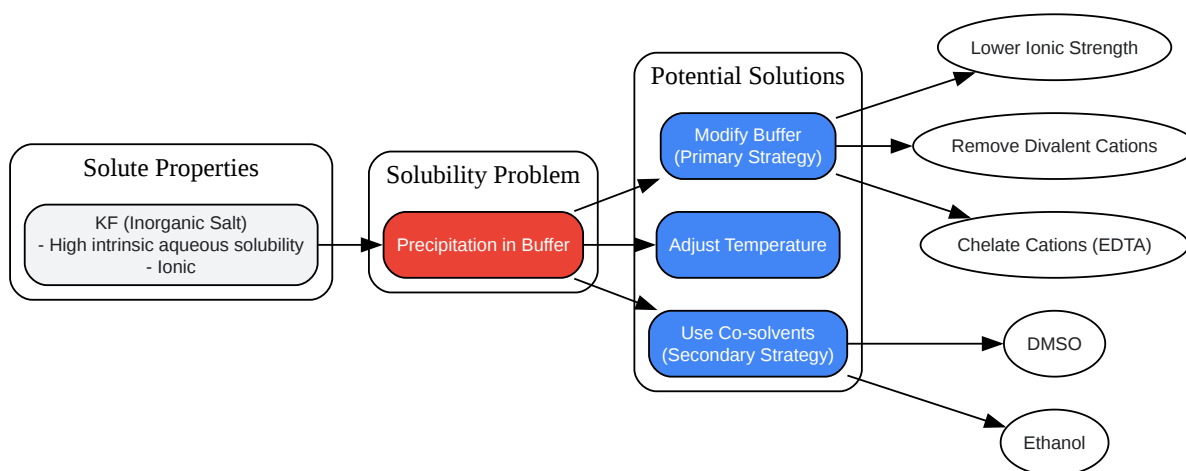 Solute Properties
KF (Inorganic Salt)
- High intrinsic aqueous solubility
- Ionic
Solubility Problem
Precipitation in Buffer
Potential Solutions
Modify Buffer
(Primary Strategy)
Adjust Temperature
Use Co-solvents
(Secondary Strategy)
Lower Ionic Strength
Remove Divalent Cations
Chelate Cations (EDTA)
DMSO
Ethanol